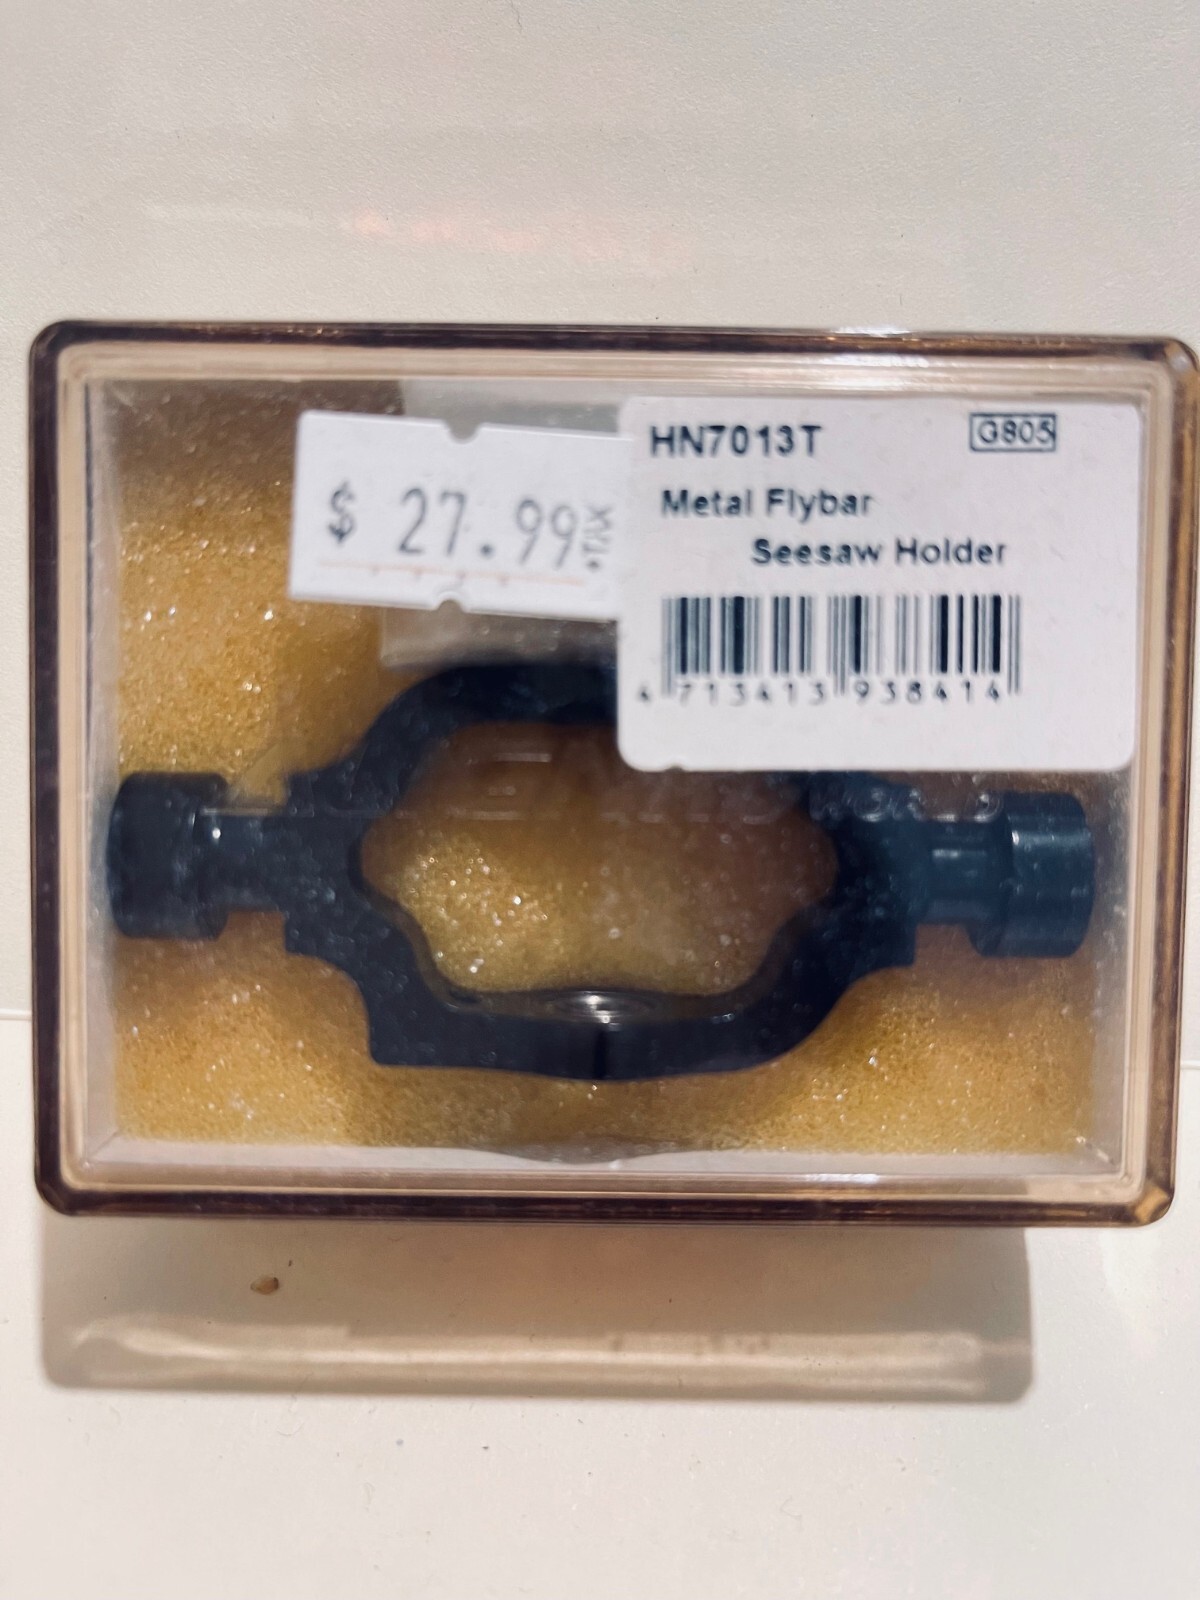 $ 27.99+TAX
HN7013T
G805
Metal Flybar
Seesaw Holder
4 713413 938414